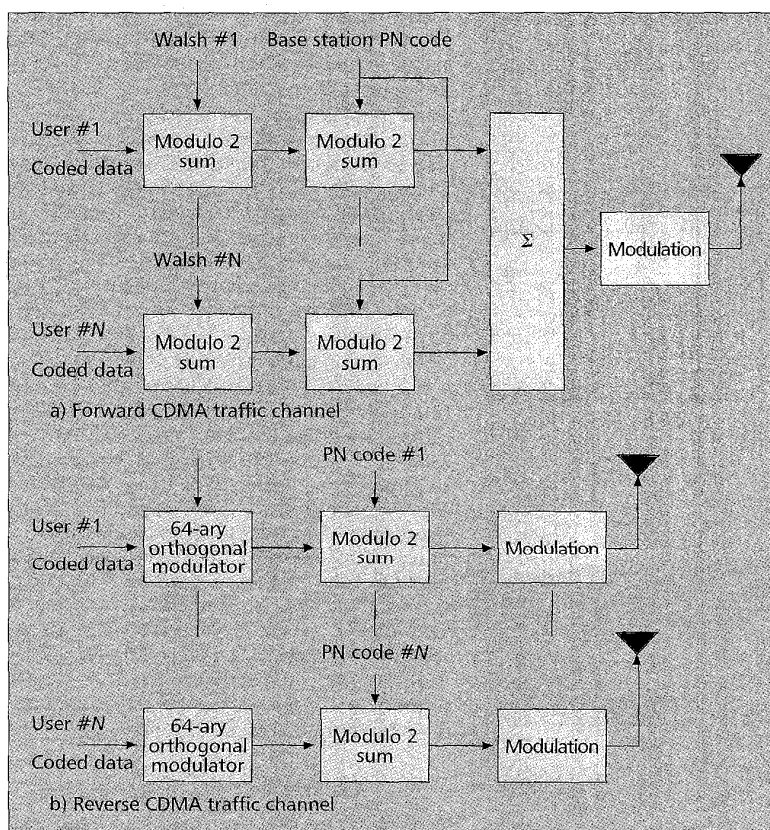 Walsh #1
Base station PN code
User #1
Coded data
Modulo 2
sum
Modulo 2
sum
Σ
Modulation
Walsh #N
User #N
Coded data
Modulo 2
sum
Modulo 2
sum
a) Forward CDMA traffic channel
PN code #1
User #1
Coded data
64-ary
orthogonal
modulator
Modulo 2
sum
Modulation
PN code #N
User #N
Coded data
64-ary
orthogonal
modulator
Modulo 2
sum
Modulation
b) Reverse CDMA traffic channel